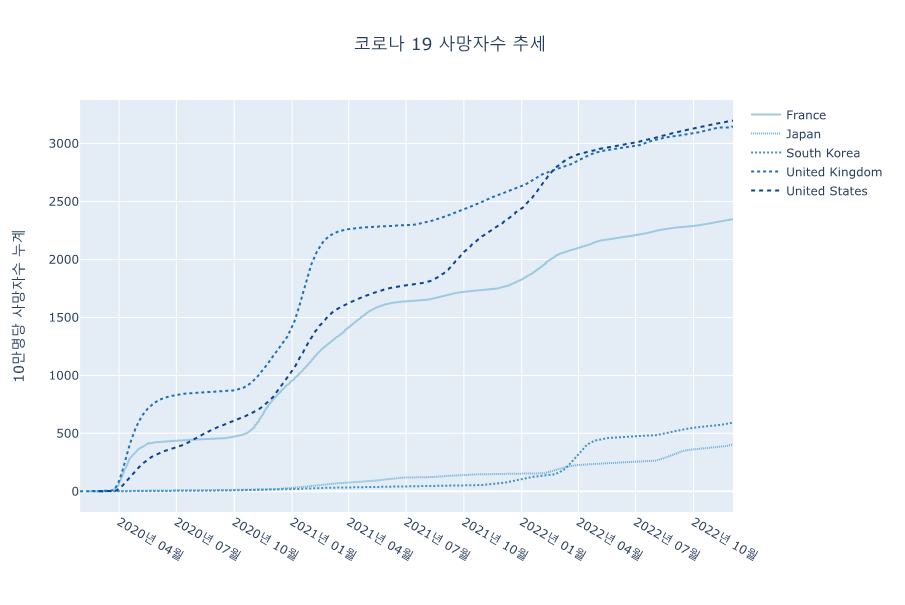 코로나 19 사망자수 추세
10만명당 사망자수 누계
3000
2500
2000
1500
1000
500
0
2020년 04월
2020년 07월
2020년 10월
2021년 01월
2021년 04월
2021년 07월
2021년 10월
2022년 01월
2022년 04월
2022년 07월
2022년 10월
France
Japan
South Korea
United Kingdom
United States